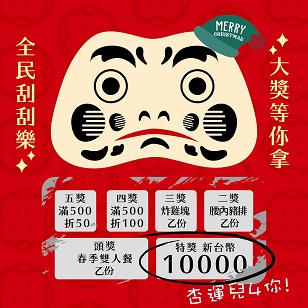 MERRY
CHRISTMAS
全民刮刮樂
大獎等你拿
五獎
滿500
折50
四獎
滿500
折100
三獎
炸雞塊
乙份
二獎
腰內豬排
乙份
頭獎
春季雙人餐
乙份
特獎 新台幣
10000
杏運兒4你!